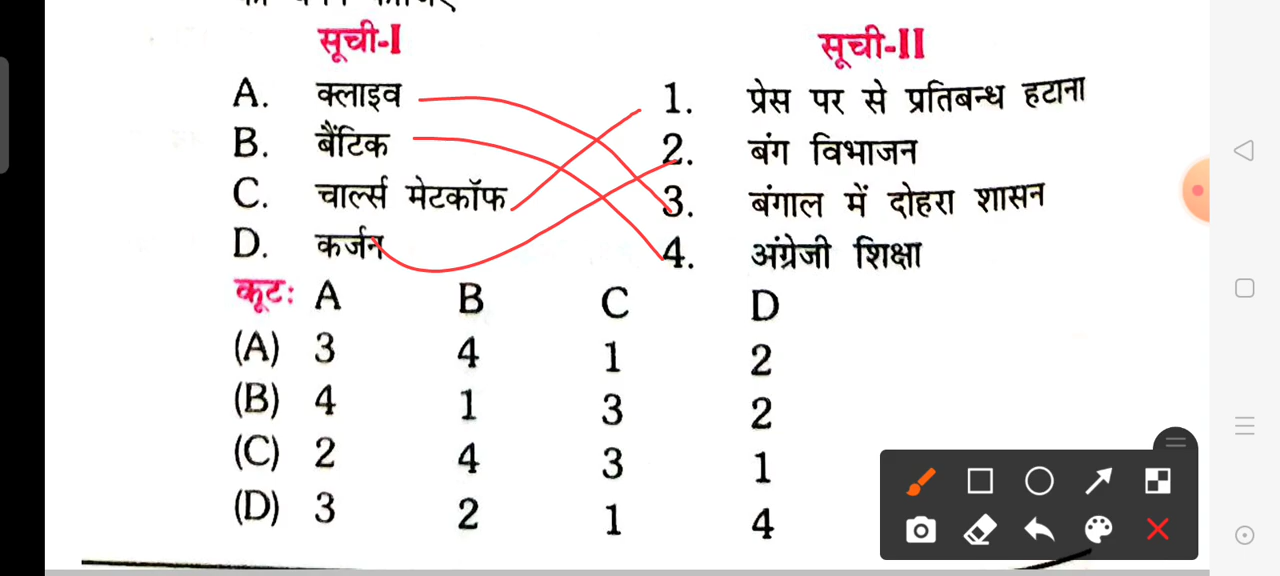 सूची-I सूची-II
A. क्लाइव 1. प्रेस पर से प्रतिबन्ध हटाना
B. बैंटिक 2. बंग विभाजन
C. चार्ल्स मेटकॉफ 3. बंगाल में दोहरा शासन
D. कर्जन 4. अंग्रेजी शिक्षा
कूट: A B C D
(A) 3 4 1 2
(B) 4 1 3 2
(C) 2 4 3 1
(D) 3 2 1 4